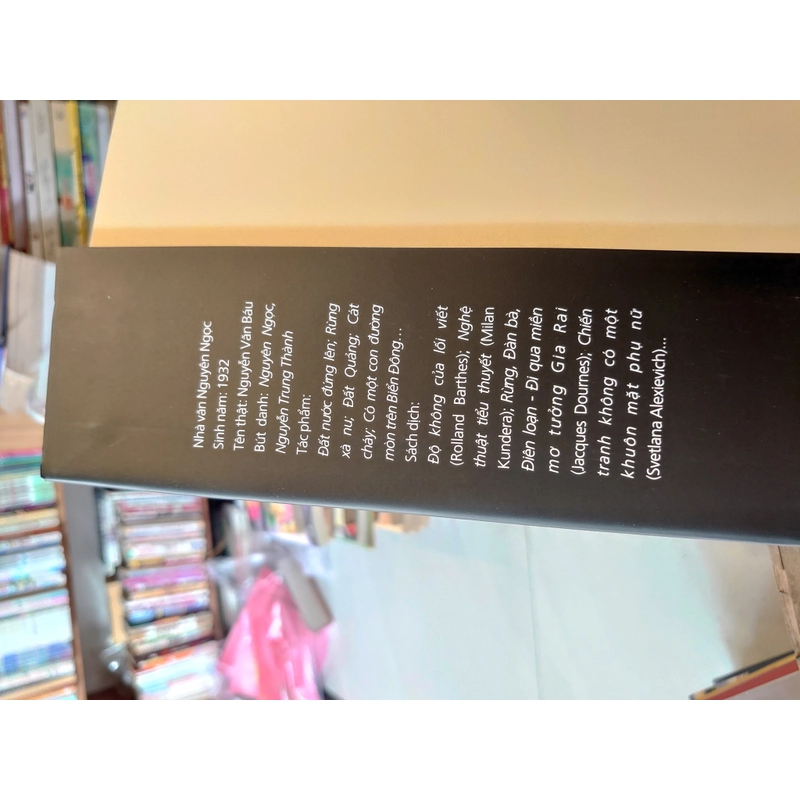 Nhà văn Nguyên Ngọc
Sinh năm: 1932
Tên thật: Nguyễn Văn Báu
Bút danh: Nguyên Ngọc,
Nguyễn Trung Thành
Tác phẩm:
Đất nước đứng lên; Rừng
xà nu; Đất Quảng; Cát
cháy; Có một con đường
mòn trên Biển Đông...
Sách dịch:
Độ không của lối viết
(Rolland Barthes); Nghệ
thuật tiểu thuyết (Milan
Kundera); Rừng, Đàn bà,
Điên loạn - Đi qua miền
mơ tưởng Gia Rai
(Jacques Dournes); Chiến
tranh không có một
khuôn mặt phụ nữ
(Svetlana Alexievich)...